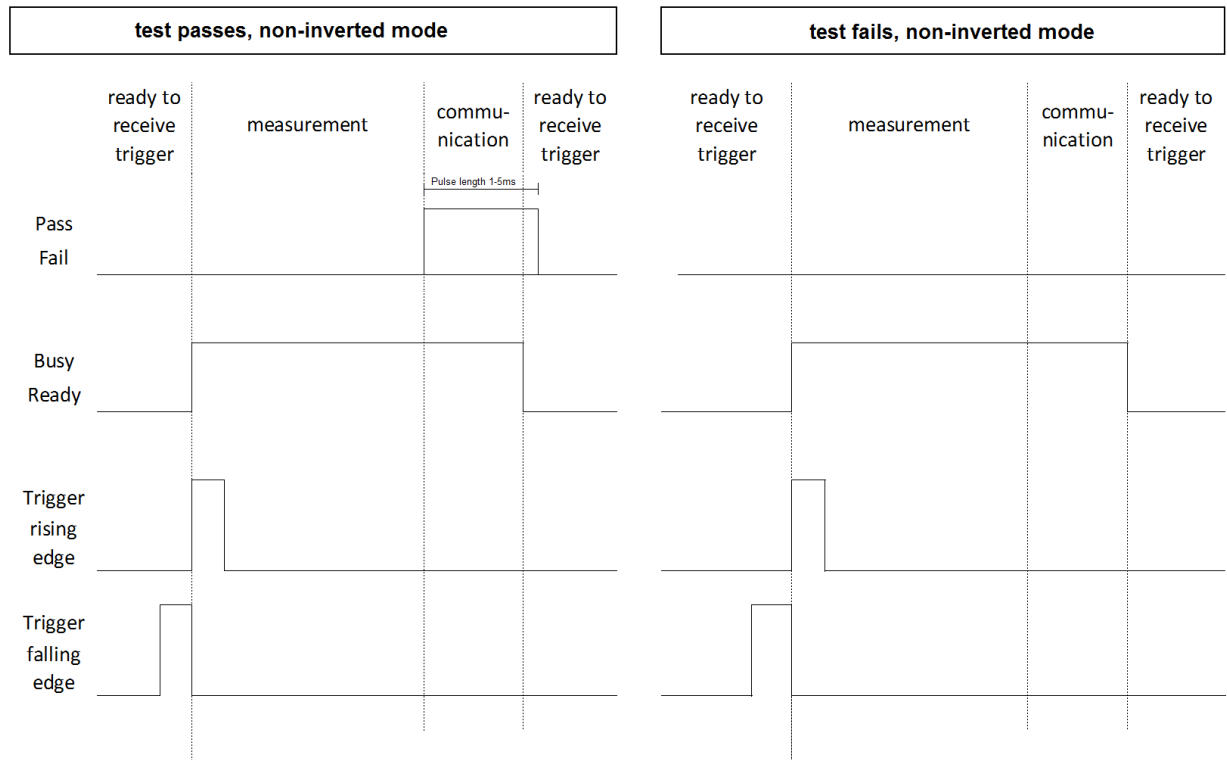 test passes, non-inverted mode
test fails, non-inverted mode
ready to
receive
trigger
measurement
commu-
nication
ready to
receive
trigger
ready to
receive
trigger
measurement
commu-
nication
ready to
receive
trigger
Pulse length 1-5ms
Pass
Fail
Busy
Ready
Trigger
rising
edge
Trigger
falling
edge